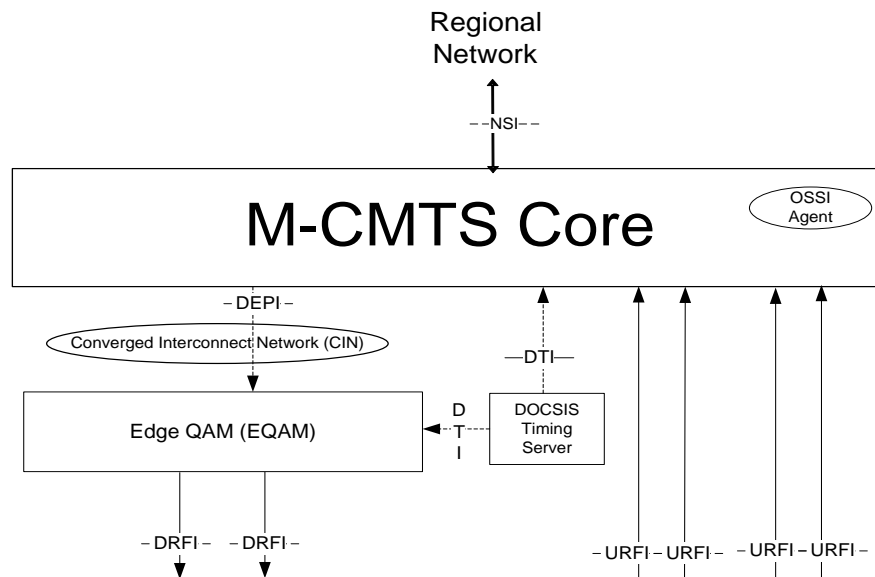 Regional
Network
NSI
M-CMTS Core
OSSI
Agent
DEPI
Converged Interconnect Network (CIN)
DTI
Edge QAM (EQAM)
D
T
I
DOCSIS
Timing
Server
DRFI
DRFI
URFI
URFI
URFI
URFI